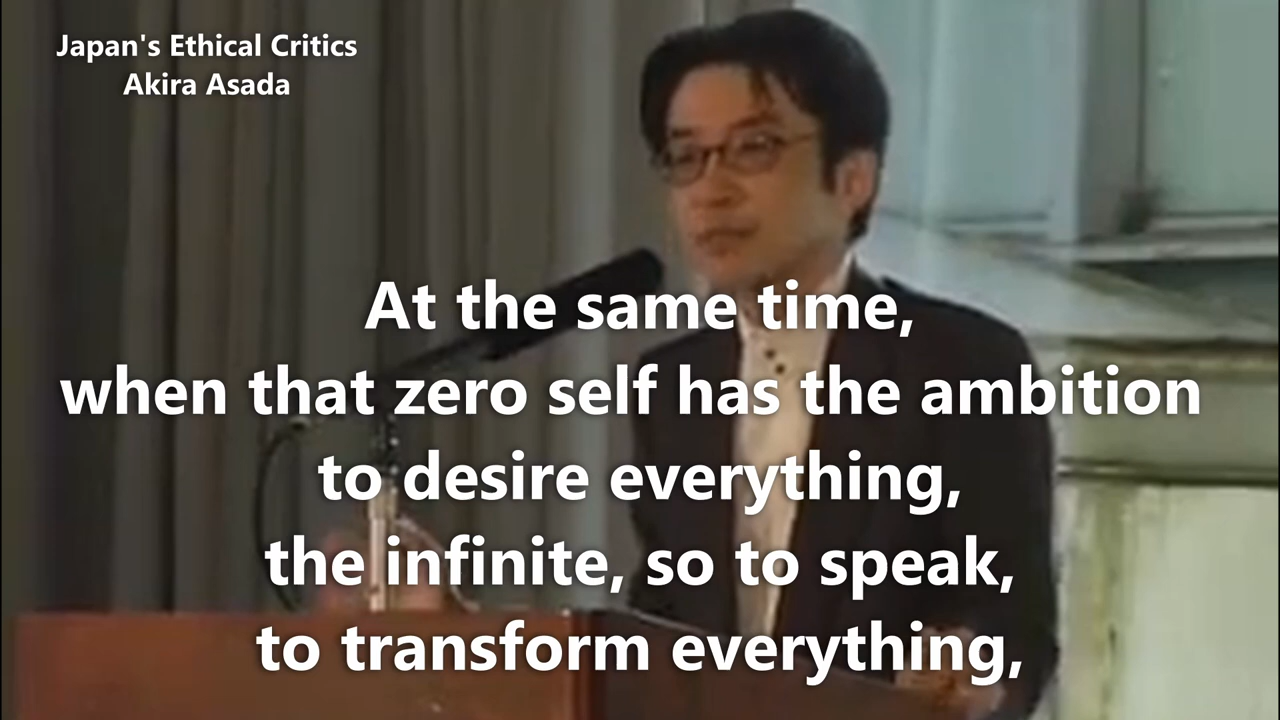 Japan's Ethical Critics
Akira Asada
At the same time,
when that zero self has the ambition
to desire everything,
the infinite, so to speak,
to transform everything,